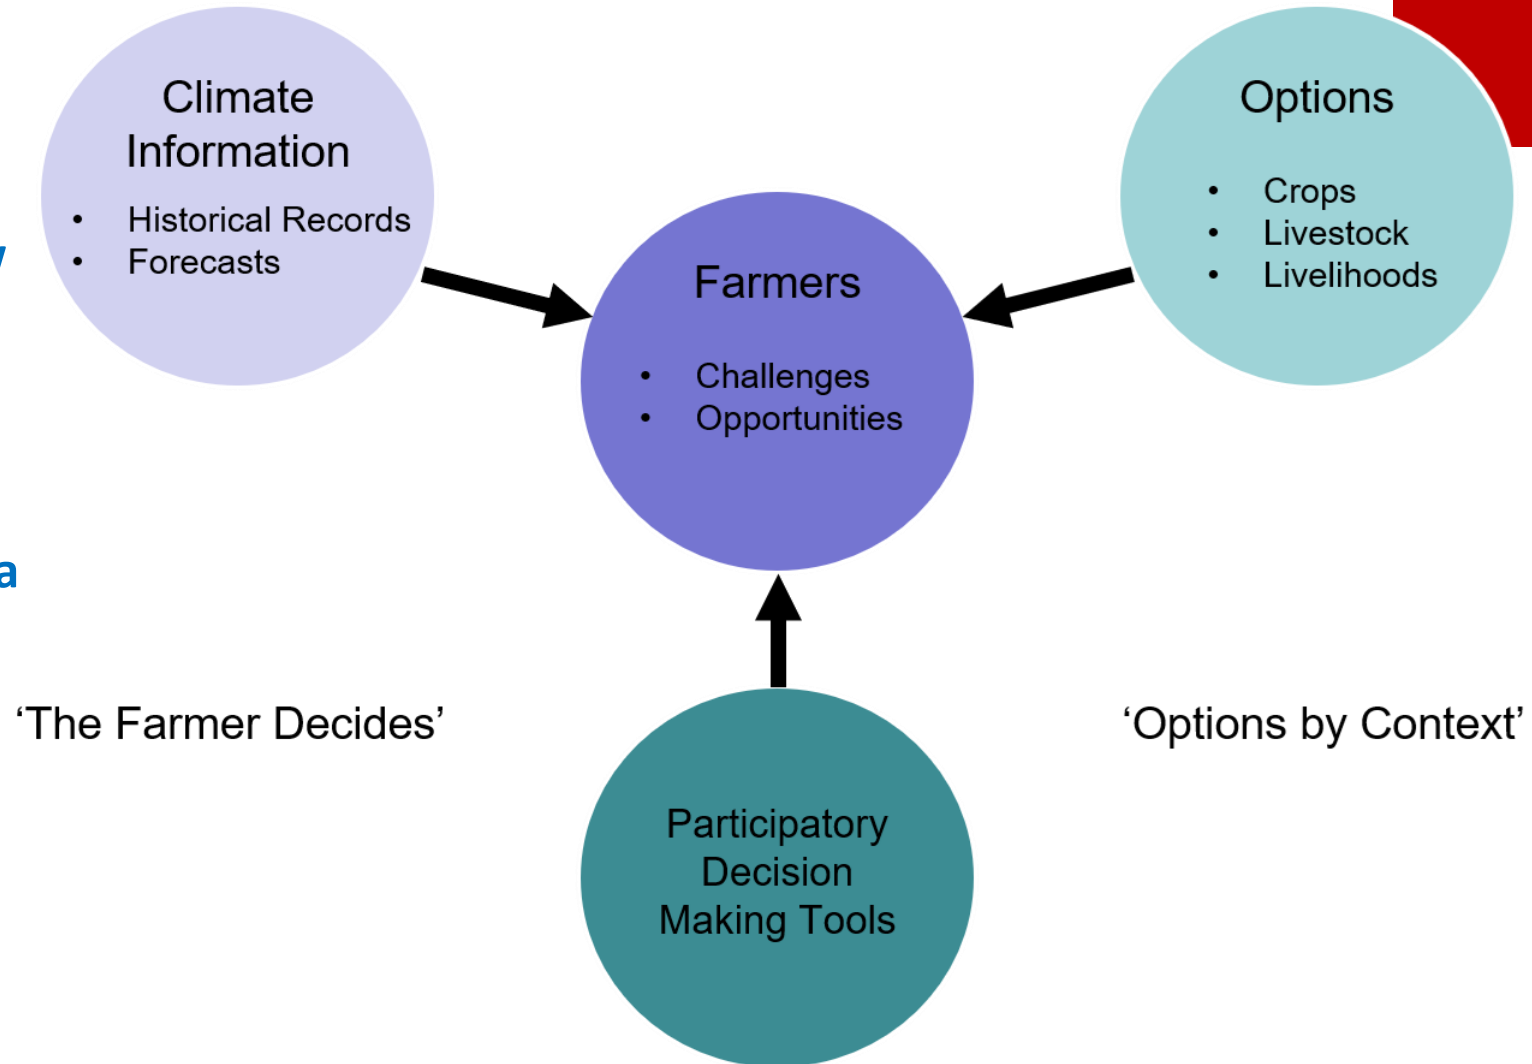 Climate
Information
• Historical Records
• Forecasts
Options
• Crops
• Livestock
• Livelihoods
Farmers
• Challenges
• Opportunities
a
‘The Farmer Decides’
‘Options by Context’
Participatory
Decision
Making Tools